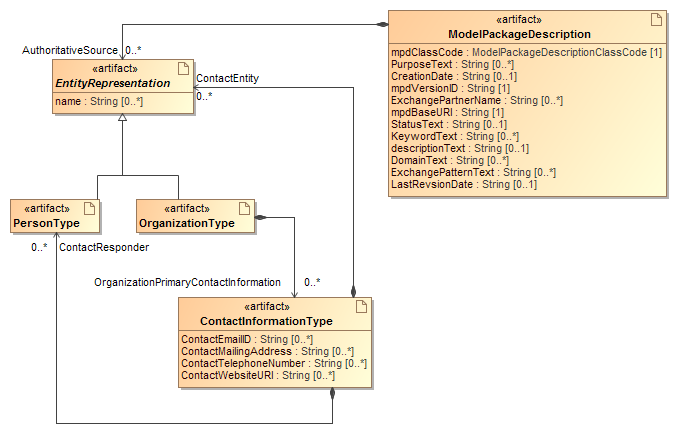 «artifact»
ModelPackageDescription
mpdClassCode : ModelPackageDescriptionClassCode [1]
PurposeText : String [0..*]
CreationDate : String [0..1]
mpdVersionID : String [1]
ExchangePartnerName : String [0..*]
mpdBaseURI : String [1]
StatusText : String [0..1]
KeywordText : String [0..*]
descriptionText : String [0..1]
DomainText : String [0..*]
ExchangePatternText : String [0..*]
LastRevsionDate : String [0..1]
AuthoritativeSource 0..*
«artifact»
EntityRepresentation
name : String [0..*]
ContactEntity
0..*
«artifact»
PersonType
«artifact»
OrganizationType
0..* ContactResponder
OrganizationPrimaryContactInformation 0..*
«artifact»
ContactInformationType
ContactEmailID : String [0..*]
ContactMailingAddress : String [0..*]
ContactTelephoneNumber : String [0..*]
ContactWebsiteURI : String [0..*]